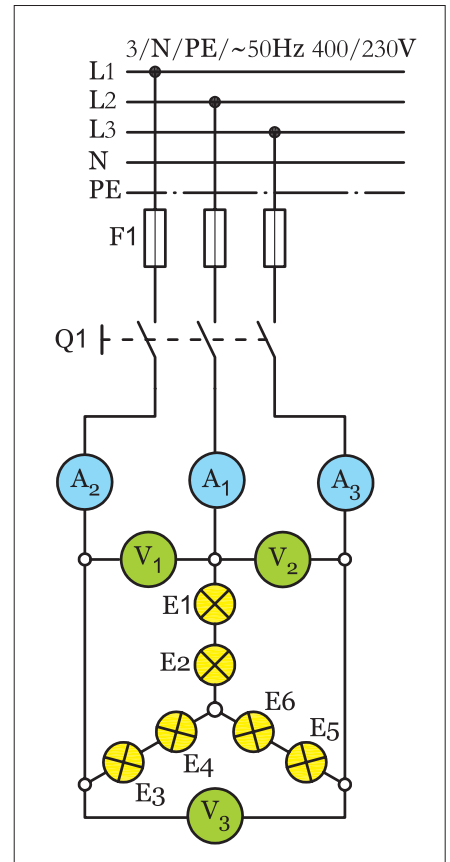 3/N/PE/~50Hz 400/230V
L1
L2
L3
N
PE
F1
Q1
A₂ A₁ A₃
V₁ V₂
E1
E2
E6
E5
E4
E3
V₃